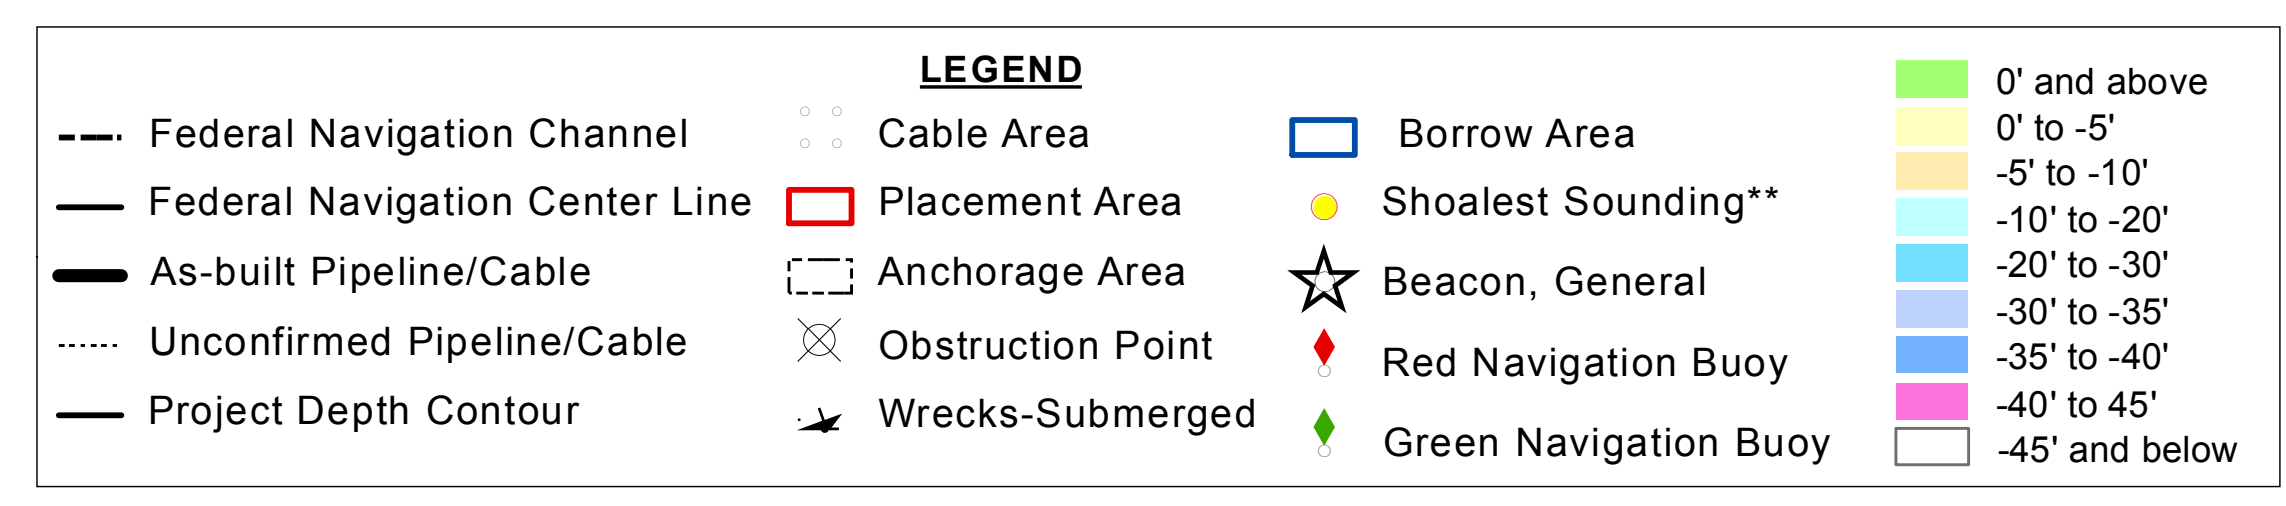 LEGEND
Federal Navigation Channel
Federal Navigation Center Line
As-built Pipeline/Cable
Unconfirmed Pipeline/Cable
Project Depth Contour
Cable Area
Placement Area
Anchorage Area
Obstruction Point
Wrecks-Submerged
Borrow Area
Shoalest Sounding**
Beacon, General
Red Navigation Buoy
Green Navigation Buoy
0' and above
0' to -5'
-5' to -10'
-10' to -20'
-20' to -30'
-30' to -35'
-35' to -40'
-40' to 45'
-45' and below